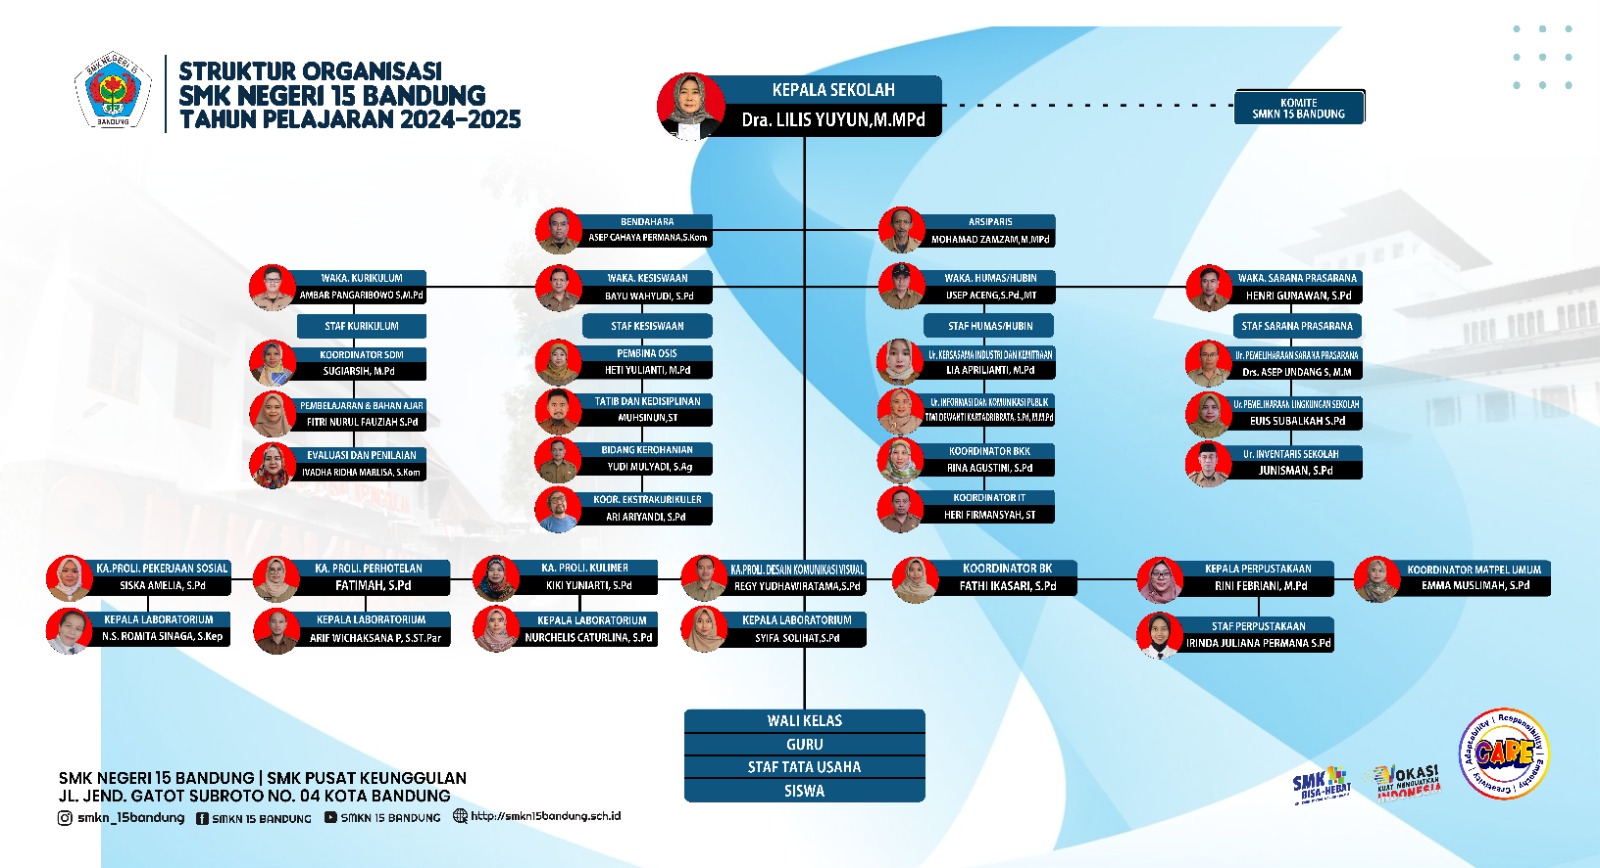 SMK NEGERI 15
BANDUNG
STRUKTUR ORGANISASI
SMK NEGERI 15 BANDUNG
TAHUN PELAJARAN 2024-2025
KEPALA SEKOLAH
Dra. LILIS YUYUN,M.MPd
KOMITE
SMKN 15 BANDUNG
BENDAHARA
ASEP CAHAYA PERMANA,S.Kom
ARSIPARIS
MOHAMAD ZAMZAM,M.MPd
WAKA. KURIKULUM
AMBAR PANGARIBOWO S,M.Pd
STAF KURIKULUM
KOORDINATOR SDM
SUGIARSIH, M.Pd
PEMBELAJARAN & BAHAN AJAR
FITRI NURUL FAUZIAH S.Pd
EVALUASI DAN PENILAIAN
IVADHA RIDHA MARLISA, S.Kom
WAKA. KESISWAAN
BAYU WAHYUDI, S.Pd
STAF KESISWAAN
PEMBINA OSIS
HETI YULIANTI, M.Pd
TATIB DAN KEDISIPLINAN
MUHSINUN,ST
BIDANG KEROHANIAN
YUDI MULYADI, S.Ag
KOOR. EKSTRAKURIKULER
ARI ARIYANDI, S.Pd
WAKA. HUMAS/HUBIN
USEP ACENG,S.Pd.,MT
STAF HUMAS/HUBIN
Ur. KERSASAMA INDUSTRI DAN KEMITRAAN
LIA APRILIANTI, M.Pd
Ur. INFORMASI DAN KOMUNIKASI PUBLIK
TIWI DEWAHTI KARTADRIBRATA. S.Pd, M.M.Pd
KOORDINATOR BKK
RINA AGUSTINI, S.Pd
KOORDINATOR IT
HERI FIRMANSYAH, ST
WAKA. SARANA PRASARANA
HENRI GUNAWAN, S.Pd
STAF SARANA PRASARANA
Ur. PEMELIHARAAN SARANA PRASARANA
Drs. ASEP UNDANG S, M.M
Ur. PEMELIHARAAN LINGKUNGAN SEKOLAH
EUIS SUBALKAH S.Pd
Ur. INVENTARIS SEKOLAH
JUNISMAN, S.Pd
KA.PROLI. PEKERJAAN SOSIAL
SISKA AMELIA, S.Pd
KEPALA LABORATORIUM
N.S. ROMITA SINAGA, S.Kep
KA. PROLI. PERHOTELAN
FATIMAH, S.Pd
KEPALA LABORATORIUM
ARIF WICHAKSANA P, S.ST.Par
KA. PROLI. KULINER
KIKI YUNIARTI, S.Pd
KEPALA LABORATORIUM
NURCHELIS CATURLINA, S.Pd
KA.PROLI. DESAIN KOMUNIKASI VISUAL
REGY YUDHAWIRATAMA,S.Pd
KEPALA LABORATORIUM
SYIFA SOLIHAT,S.Pd
KOORDINATOR BK
FATHI IKASARI, S.Pd
KEPALA PERPUSTAKAAN
RINI FEBRIANI, M.Pd
STAF PERPUSTAKAAN
IRINDA JULIANA PERMANA S.Pd
KOORDINATOR MATPEL UMUM
EMMA MUSLIMAH, S.Pd
WALI KELAS
GURU
STAF TATA USAHA
SISWA
SMK NEGERI 15 BANDUNG | SMK PUSAT KEUNGGULAN
JL. JEND. GATOT SUBROTO NO. 04 KOTA BANDUNG
smkn_15bandung SMKN 15 BANDUNG SMKN 15 BANDUNG http://smkn15bandung.sch.id
SMK
BISA-HEBAT
VOKASI
KUAT MENGUATKAN
INDONESIA
Adaptability | Responsibility | Empathy | Creativity |
CARE